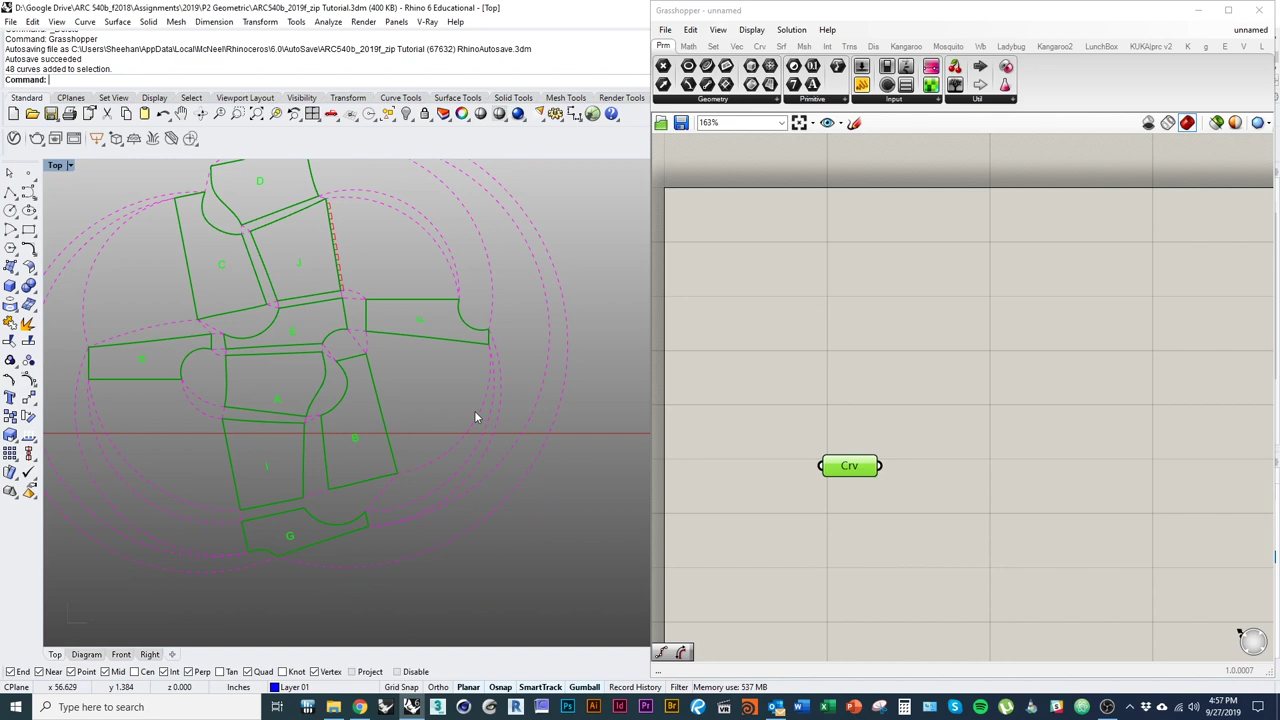 D:\Google Drive\ARC 540b_f2018\Assignments\2019\P2 Geometric\ARC540b_2019f_zip Tutorial.3dm (400 KB) - Rhino 6 Educational - [Top]
File Edit View Curve Surface Solid Mesh Dimension Transform Tools Analyze Render Panels V-Ray Help
Command: Grasshopper
Autosaving file as C:\Users\Sheehan\AppData\Local\McNeel\Rhinoceros\6.0\AutoSave\ARC540b_2019f_zip Tutorial (67632) RhinoAutosave.3dm
Autosave succeeded
48 curves added to selection.
Command:
Standard CPlanes Set View Display Select Viewport Layout Visibility Transform Curve Tools Surface Tools Solid Tools Mesh Tools Render Tools
Top
D
C
J
A
B
I
G
Top Diagram Front Right
End Near Point Mid Cen Int Perp Tan Quad Knot Vertex Project Disable
CPlane x 56.629 y 1.384 z 0.000 Inches Layer 01 Grid Snap Ortho Planar Osnap SmartTrack Gumball Record History Filter Memory use: 537 MB
Grasshopper - unnamed
File Edit View Display Solution Help
unnamed
Prm Math Set Vec Crv Srf Msh Int Trns Dis Kangaroo Mosquito Wb Ladybug Kangaroo2 LunchBox KUKA|prc v2 K g E V L
Geometry Primitive Input Util
163%
Crv
...
1.0.0007
Type here to search
4:57 PM
9/27/2019